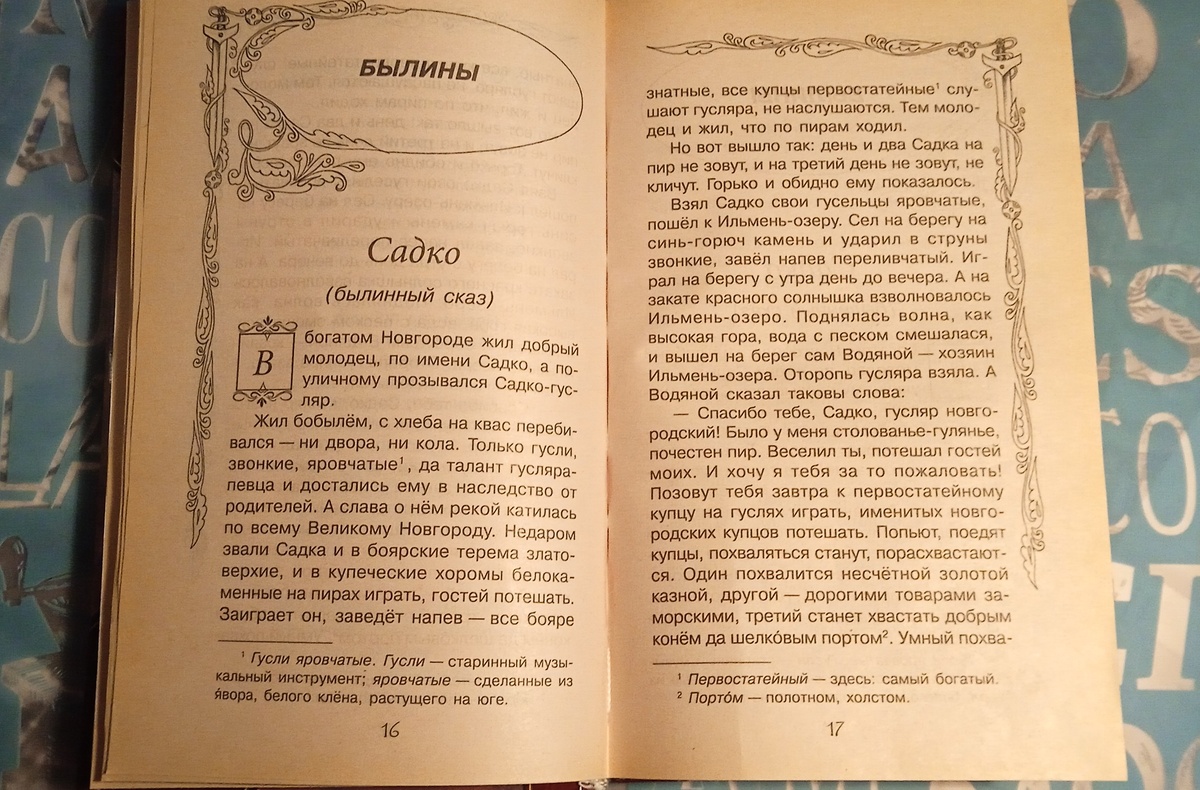 БЫЛИНЫ
Садко
(былинный сказ)
В богатом Новгороде жил добрый
молодец, по имени Садко, а по-
уличному прозывался Садко-гус-
ляр.
Жил бобылём, с хлеба на квас переби-
вался — ни двора, ни кола. Только гусли,
звонкие, яровчатые¹, да талант гусляра-
певца и достались ему в наследство от
родителей. А слава о нём рекой катилась
по всему Великому Новгороду. Недаром
звали Садка и в боярские терема злато-
верхие, и в купеческие хоромы белока-
менные на пирах играть, гостей потешать.
Заиграет он, заведёт напев — все бояре
¹ Гусли яровчатые. Гусли — старинный музы-
кальный инструмент; яровчатые — сделанные из
я́вора, белого клёна, растущего на юге.
16
знатные, все купцы первостатейные¹ слу-
шают гусляра, не наслушаются. Тем моло-
дец и жил, что по пирам ходил.
Но вот вышло так: день и два Садка на
пир не зовут, и на третий день не зовут, не
кличут. Горько и обидно ему показалось.
Взял Садко свои гусельцы яровчатые,
пошёл к Ильмень-озеру. Сел на берегу на
синь-горюч камень и ударил в струны
звонкие, завёл напев переливчатый. Иг-
рал на берегу с утра день до вечера. А на
закате красного солнышка взволновалось
Ильмень-озеро. Поднялась волна, как
высокая гора, вода с песком смешалася,
и вышел на берег сам Водяной — хозяин
Ильмень-озера. Оторопь гусляра взяла. А
Водяной сказал таковы слова:
— Спасибо тебе, Садко, гусляр новго-
родский! Было у меня столованье-гулянье,
почестен пир. Веселил ты, потешал гостей
моих. И хочу я тебя за то пожаловать!
Позовут тебя завтра к первостатейному
купцу на гуслях играть, именитых новго-
родских купцов потешать. Попьют, поедят
купцы, похваляться станут, порасхвастают-
ся. Один похвалится несчётной золотой
казной, другой — дорогими товарами за-
морскими, третий станет хвастать добрым
конём да шелко́вым портом². Умный похва-
¹ Первостатейный — здесь: самый богатый.
² Порто́м — полотном, холстом.
17